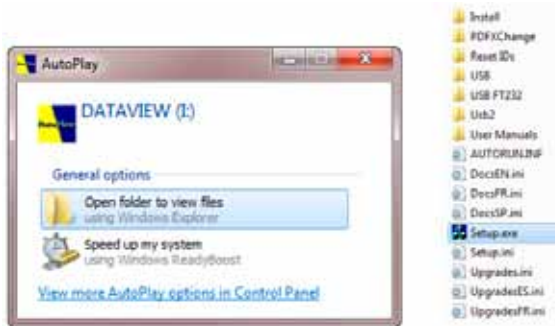 AutoPlay
DATAVIEW (I:)
General options
Open folder to view files
using Windows Explorer
Speed up my system
using Windows ReadyBoost
View more AutoPlay options in Control Panel
Install
PDFXChange
Reset IDs
USB
USB FT232
Usb2
User Manuals
AUTORUN.INF
DocsEN.ini
DocsFR.ini
DocsSP.ini
Setup.exe
Setup.ini
Upgrades.ini
UpgradesES.ini
UpgradesFR.ini